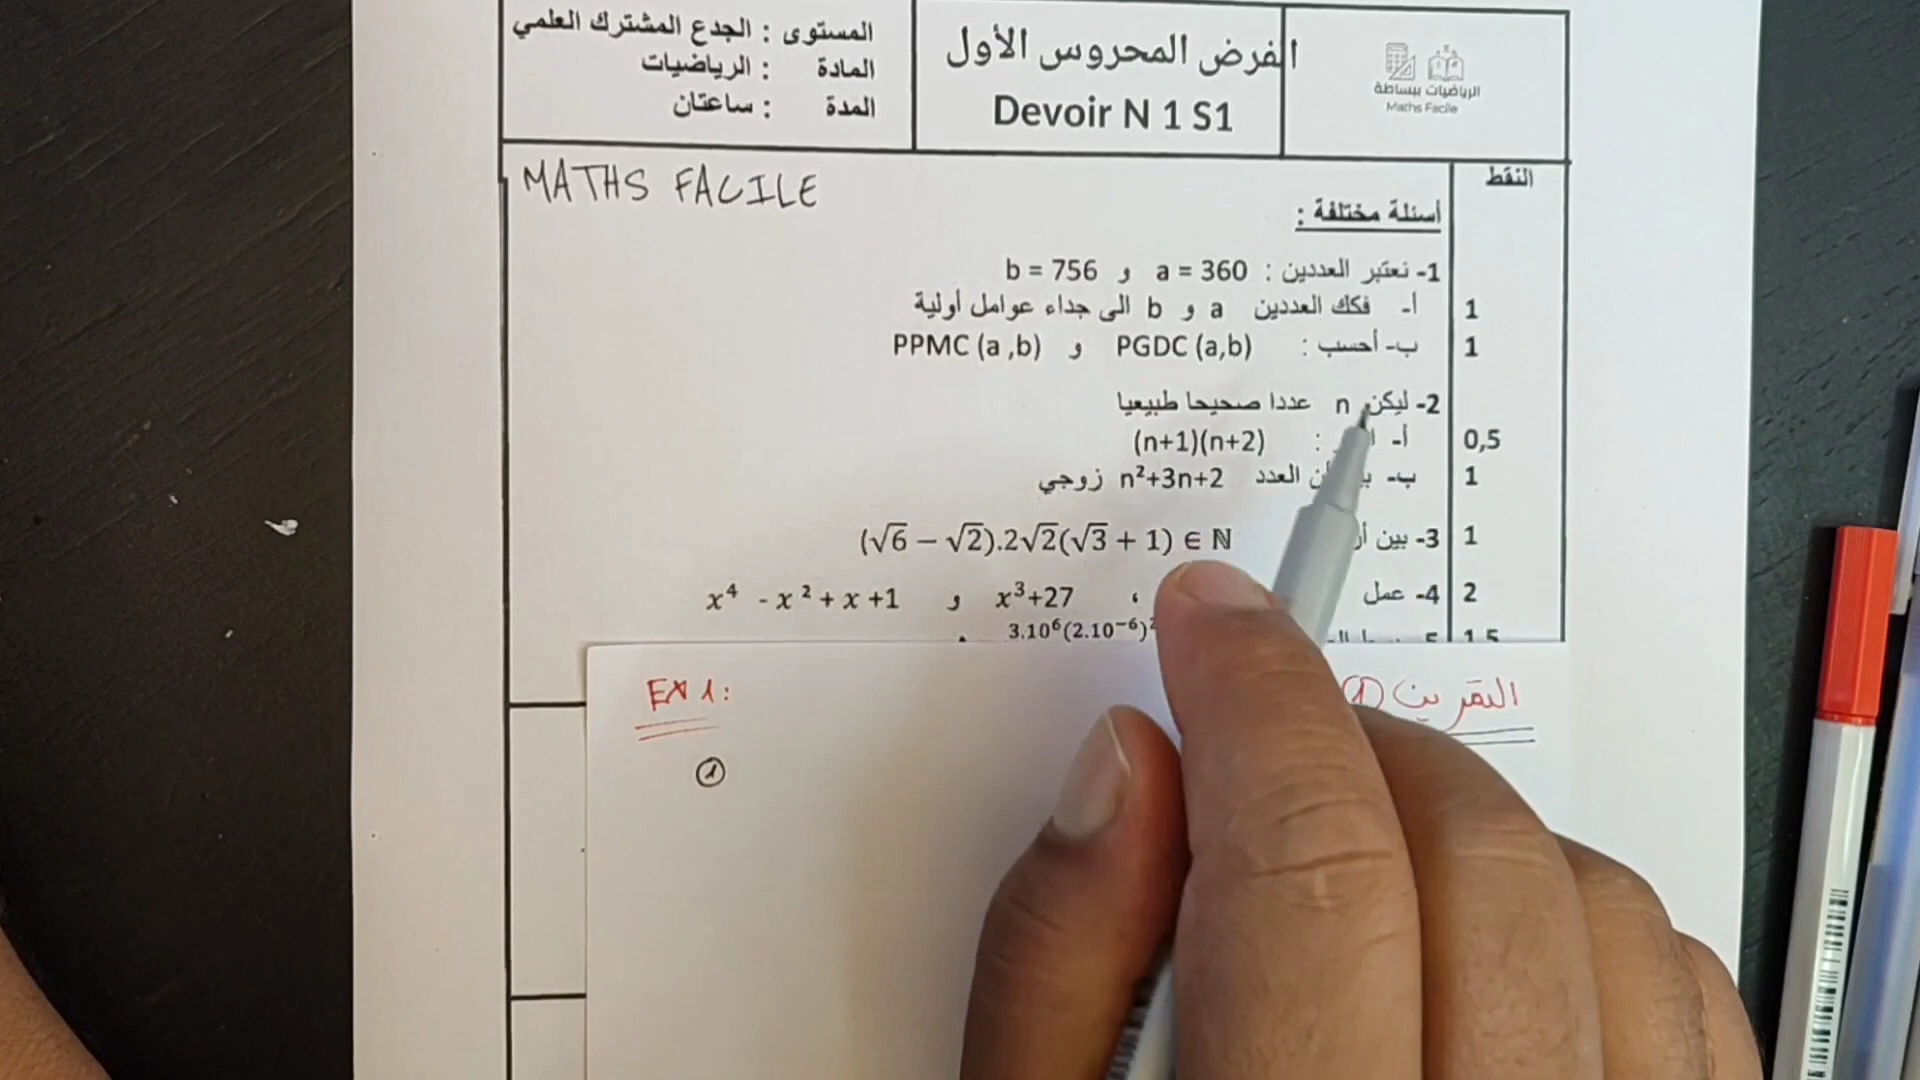 المستوى : الجدع المشترك العلمي
المادة : الرياضيات
المدة : ساعتان
الفرض المحروس الأول
Devoir N 1 S1
الرياضيات ببساطة
Maths Facile
MATHS FACILE
النقط
أسئلة مختلفة :
1- نعتبر العددين : a = 360 و b = 756
أ- فكك العددين a و b الى جداء عوامل أولية 1
ب- أحسب : PGDC (a,b) و PPMC (a ,b) 1
2- ليكن n عددا صحيحا طبيعيا
أ- : (n+1)(n+2) 0,5
ب- العدد n²+3n+2 زوجي 1
3- بين (√6 − √2).2√2(√3 + 1) ∈ ℕ 1
4- عمل ، x³+27 و x⁴ - x² + x +1 2
3.10⁶(2.10⁻⁶)
EX 1:
التمرين ①
①